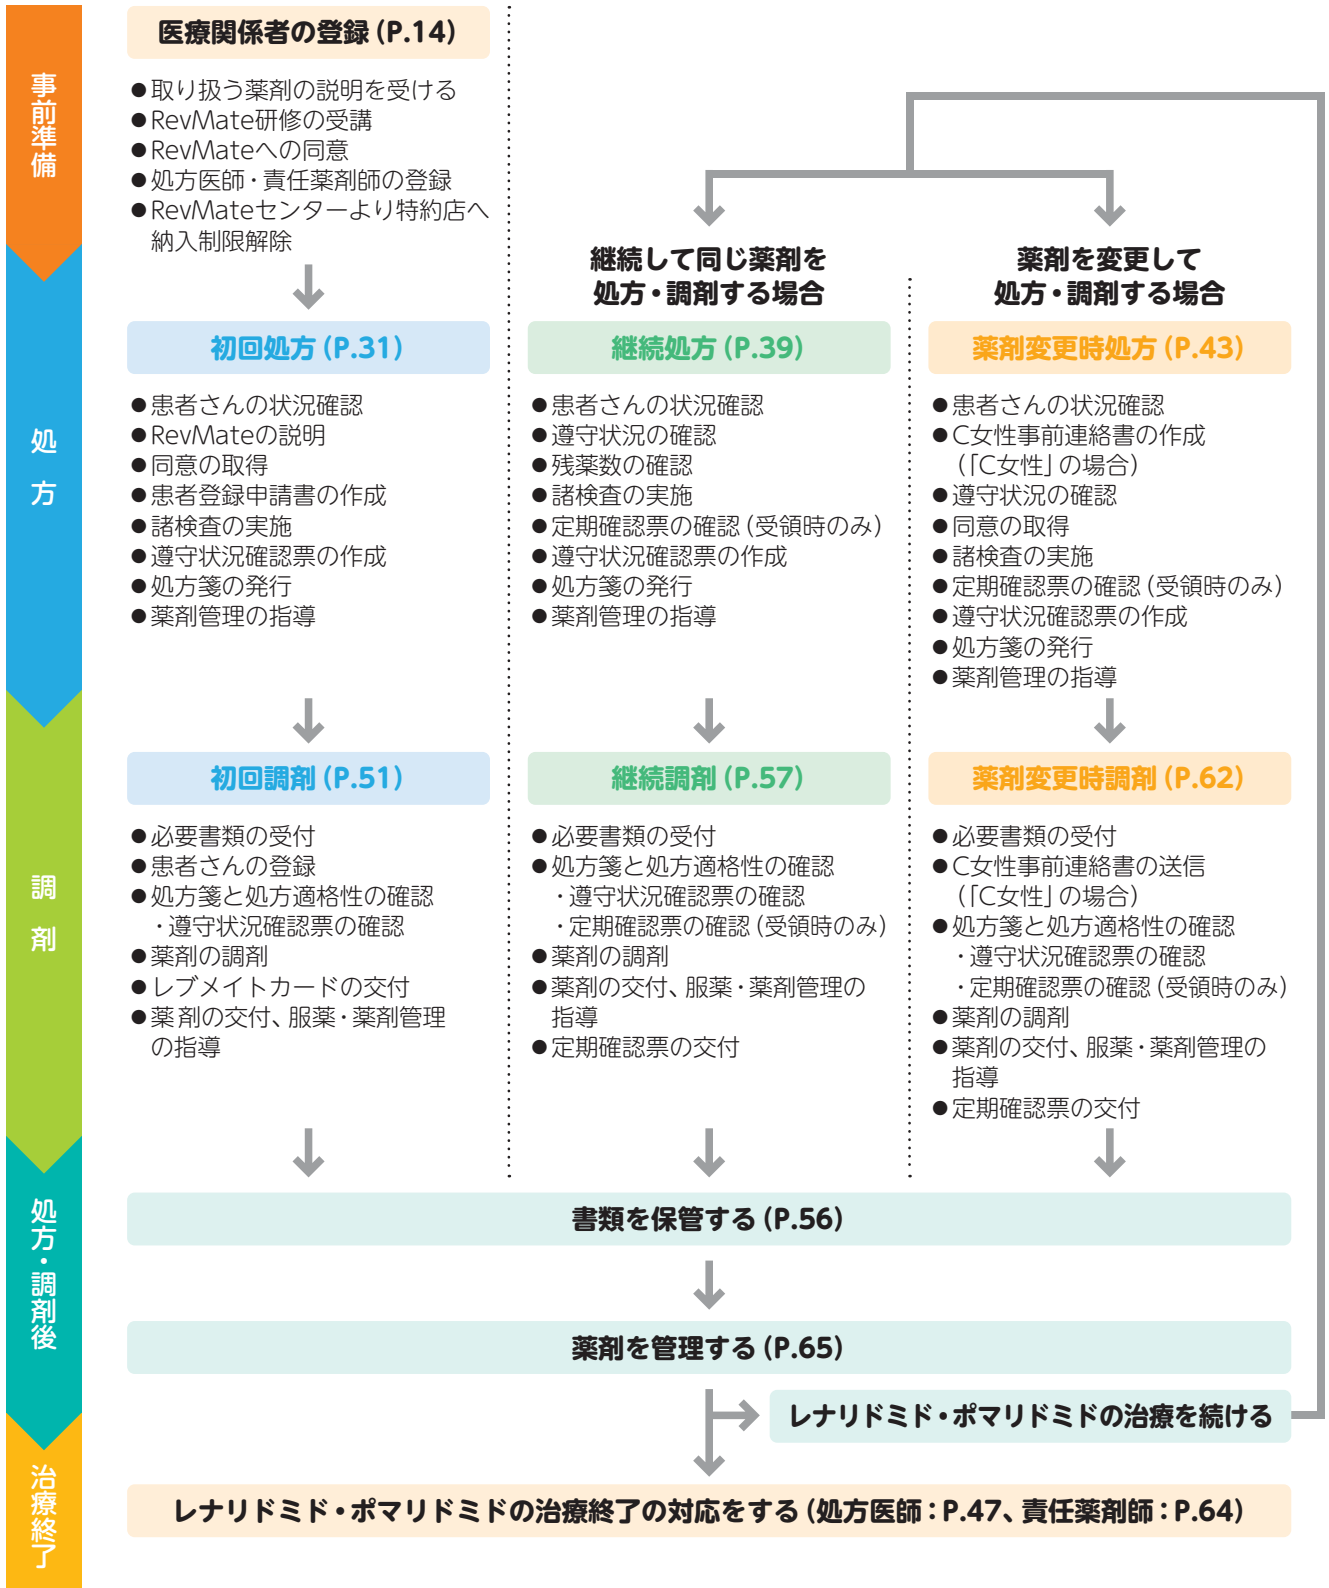 事前準備
医療関係者の登録（P.14）
●取り扱う薬剤の説明を受ける
●RevMate研修の受講
●RevMateへの同意
●処方医師・責任薬剤師の登録
●RevMateセンターより特約店へ
納入制限解除
継続して同じ薬剤を
処方・調剤する場合
薬剤を変更して
処方・調剤する場合
処方
初回処方（P.31）
●患者さんの状況確認
●RevMateの説明
●同意の取得
●患者登録申請書の作成
●諸検査の実施
●遵守状況確認票の作成
●処方箋の発行
●薬剤管理の指導
継続処方（P.39）
●患者さんの状況確認
●遵守状況の確認
●残薬数の確認
●諸検査の実施
●定期確認票の確認（受領時のみ）
●遵守状況確認票の作成
●処方箋の発行
●薬剤管理の指導
薬剤変更時処方（P.43）
●患者さんの状況確認
●C女性事前連絡書の作成
（「C女性」の場合）
●遵守状況の確認
●同意の取得
●諸検査の実施
●定期確認票の確認（受領時のみ）
●遵守状況確認票の作成
●処方箋の発行
●薬剤管理の指導
調剤
初回調剤（P.51）
●必要書類の受付
●患者さんの登録
●処方箋と処方適格性の確認
・遵守状況確認票の確認
●薬剤の調剤
●レブメイトカードの交付
●薬剤の交付、服薬・薬剤管理
の指導
継続調剤（P.57）
●必要書類の受付
●処方箋と処方適格性の確認
・遵守状況確認票の確認
・定期確認票の確認（受領時のみ）
●薬剤の調剤
●薬剤の交付、服薬・薬剤管理の
指導
●定期確認票の交付
薬剤変更時調剤（P.62）
●必要書類の受付
●C女性事前連絡書の送信
（「C女性」の場合）
●処方箋と処方適格性の確認
・遵守状況確認票の確認
・定期確認票の確認（受領時のみ）
●薬剤の調剤
●薬剤の交付、服薬・薬剤管理の
指導
●定期確認票の交付
処方・調剤後
書類を保管する（P.56）
薬剤を管理する（P.65）
レナリドミド・ポマリドミドの治療を続ける
治療終了
レナリドミド・ポマリドミドの治療終了の対応をする（処方医師：P.47、責任薬剤師：P.64）